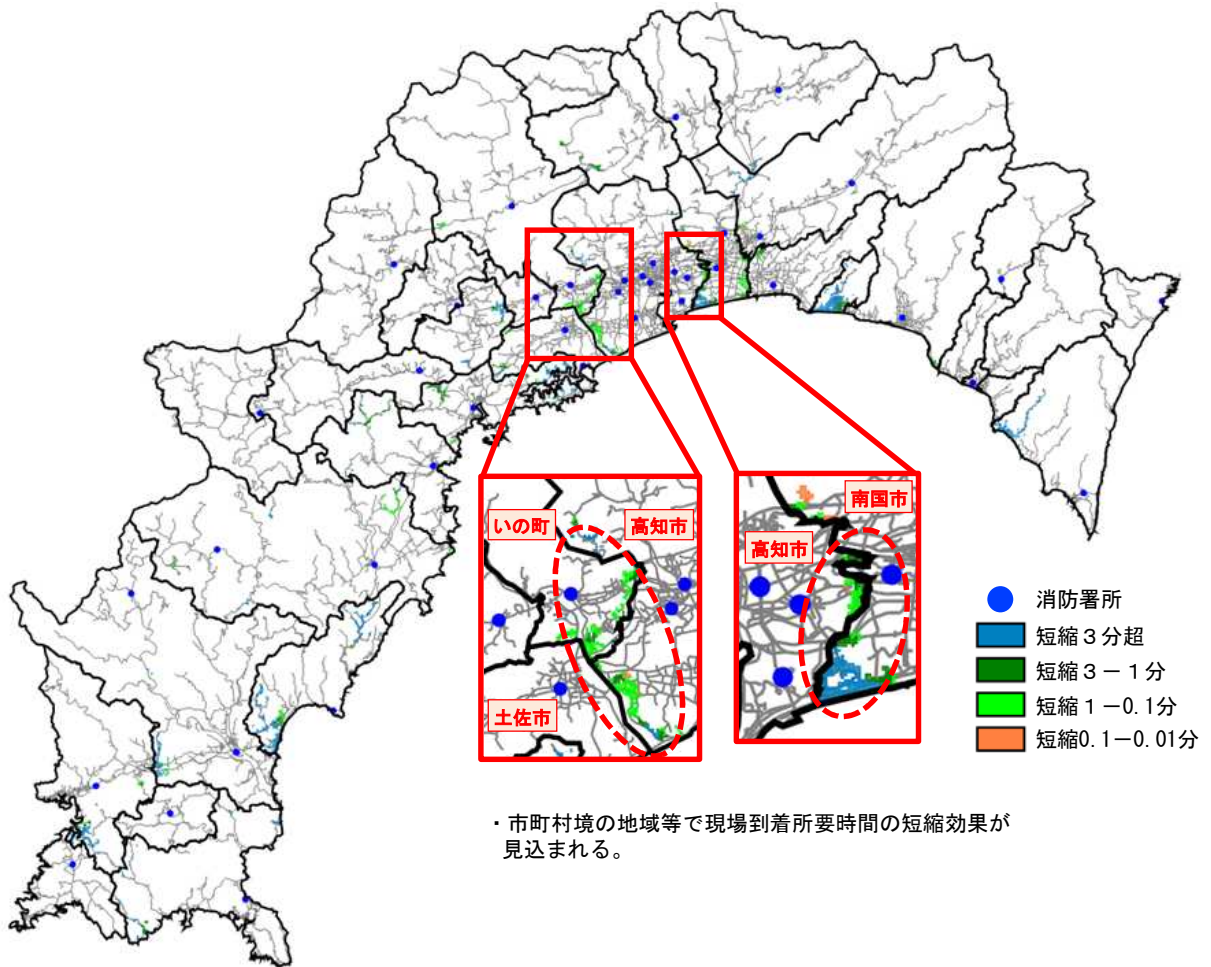 いの町
高知市
土佐市
南国市
高知市
消防署所
短縮３分超
短縮３－１分
短縮１－0.1分
短縮0.1－0.01分
・市町村境の地域等で現場到着所要時間の短縮効果が
見込まれる。